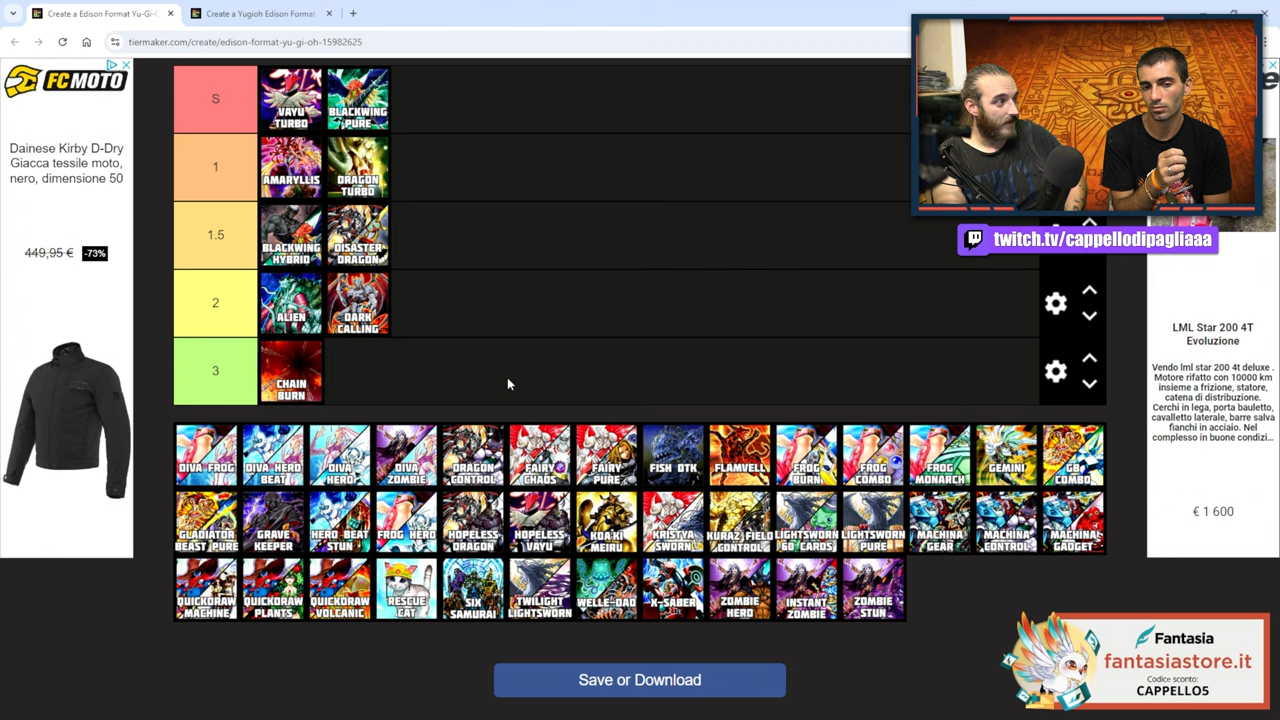 Create a Edison Format Yu-Gi-C
Create a Yugioh Edison Format
tiermaker.com/create/edison-format-yu-gi-oh-15982625
FC MOTO
Dainese Kirby D-Dry
Giacca tessile moto,
nero, dimensione 50
449,95 €
-73%
S
VAYU
TURBO
BLACKWING
PURE
1
AMARYLLIS
DRAGON
TURBO
1.5
BLACKWING
HYBRID
DISASTER
DRAGON
2
ALIEN
DARK
CALLING
3
CHAIN
BURN
DIVA FROG
DIVA HERO
BEAT
DIVA
HERO
DIVA
ZOMBIE
DRAGON
CONTROL
FAIRY
CHAOS
FAIRY
PURE
FISH OTK
FLAMVELL
FROG
BURN
FROG
COMBO
FROG
MONARCH
GEMINI
GB
COMBO
GLADIATOR
BEAST PURE
GRAVE
KEEPER
HERO BEAT
STUN
FROG HERO
HOPELESS
DRAGON
HOPELESS
VAYU
KOA'KI
MEIRU
KRISTYA
SWORN
KURAZ FIELD
CONTROL
LIGHTSWORN
60 CARDS
LIGHTSWORN
PURE
MACHINA
GEAR
MACHINA
CONTROL
MACHINA
GADGET
QUICKDRAW
MACHINE
QUICKDRAW
PLANTS
QUICKDRAW
VOLCANIC
RESCUE
CAT
SIX
SAMURAI
TWILIGHT
LIGHTSWORN
WELLE-DAD
X-SABER
ZOMBIE
HERO
INSTANT
ZOMBIE
ZOMBIE
STUN
Save or Download
twitch.tv/cappellodipagliaaa
LML Star 200 4T
Evoluzione
Vendo lml star 200 4t deluxe .
Motore rifatto con 10000 km
insieme a frizione, statore,
catena di distribuzione.
Cerchi in lega, porta bauletto,
cavalletto laterale, barre salva
fianchi in acciaio. Nel
complesso in buone condizi...
€ 1 600
Fantasia
fantasiastore.it
Codice sconto:
CAPPELLO5